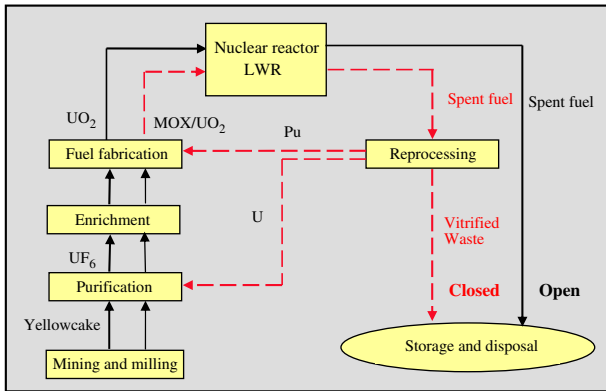 Nuclear reactor
LWR
Spent fuel
Spent fuel
UO2
MOX/UO2
Pu
Fuel fabrication
Reprocessing
Enrichment
U
Vitrified
Waste
UF6
Purification
Closed
Open
Yellowcake
Storage and disposal
Mining and milling